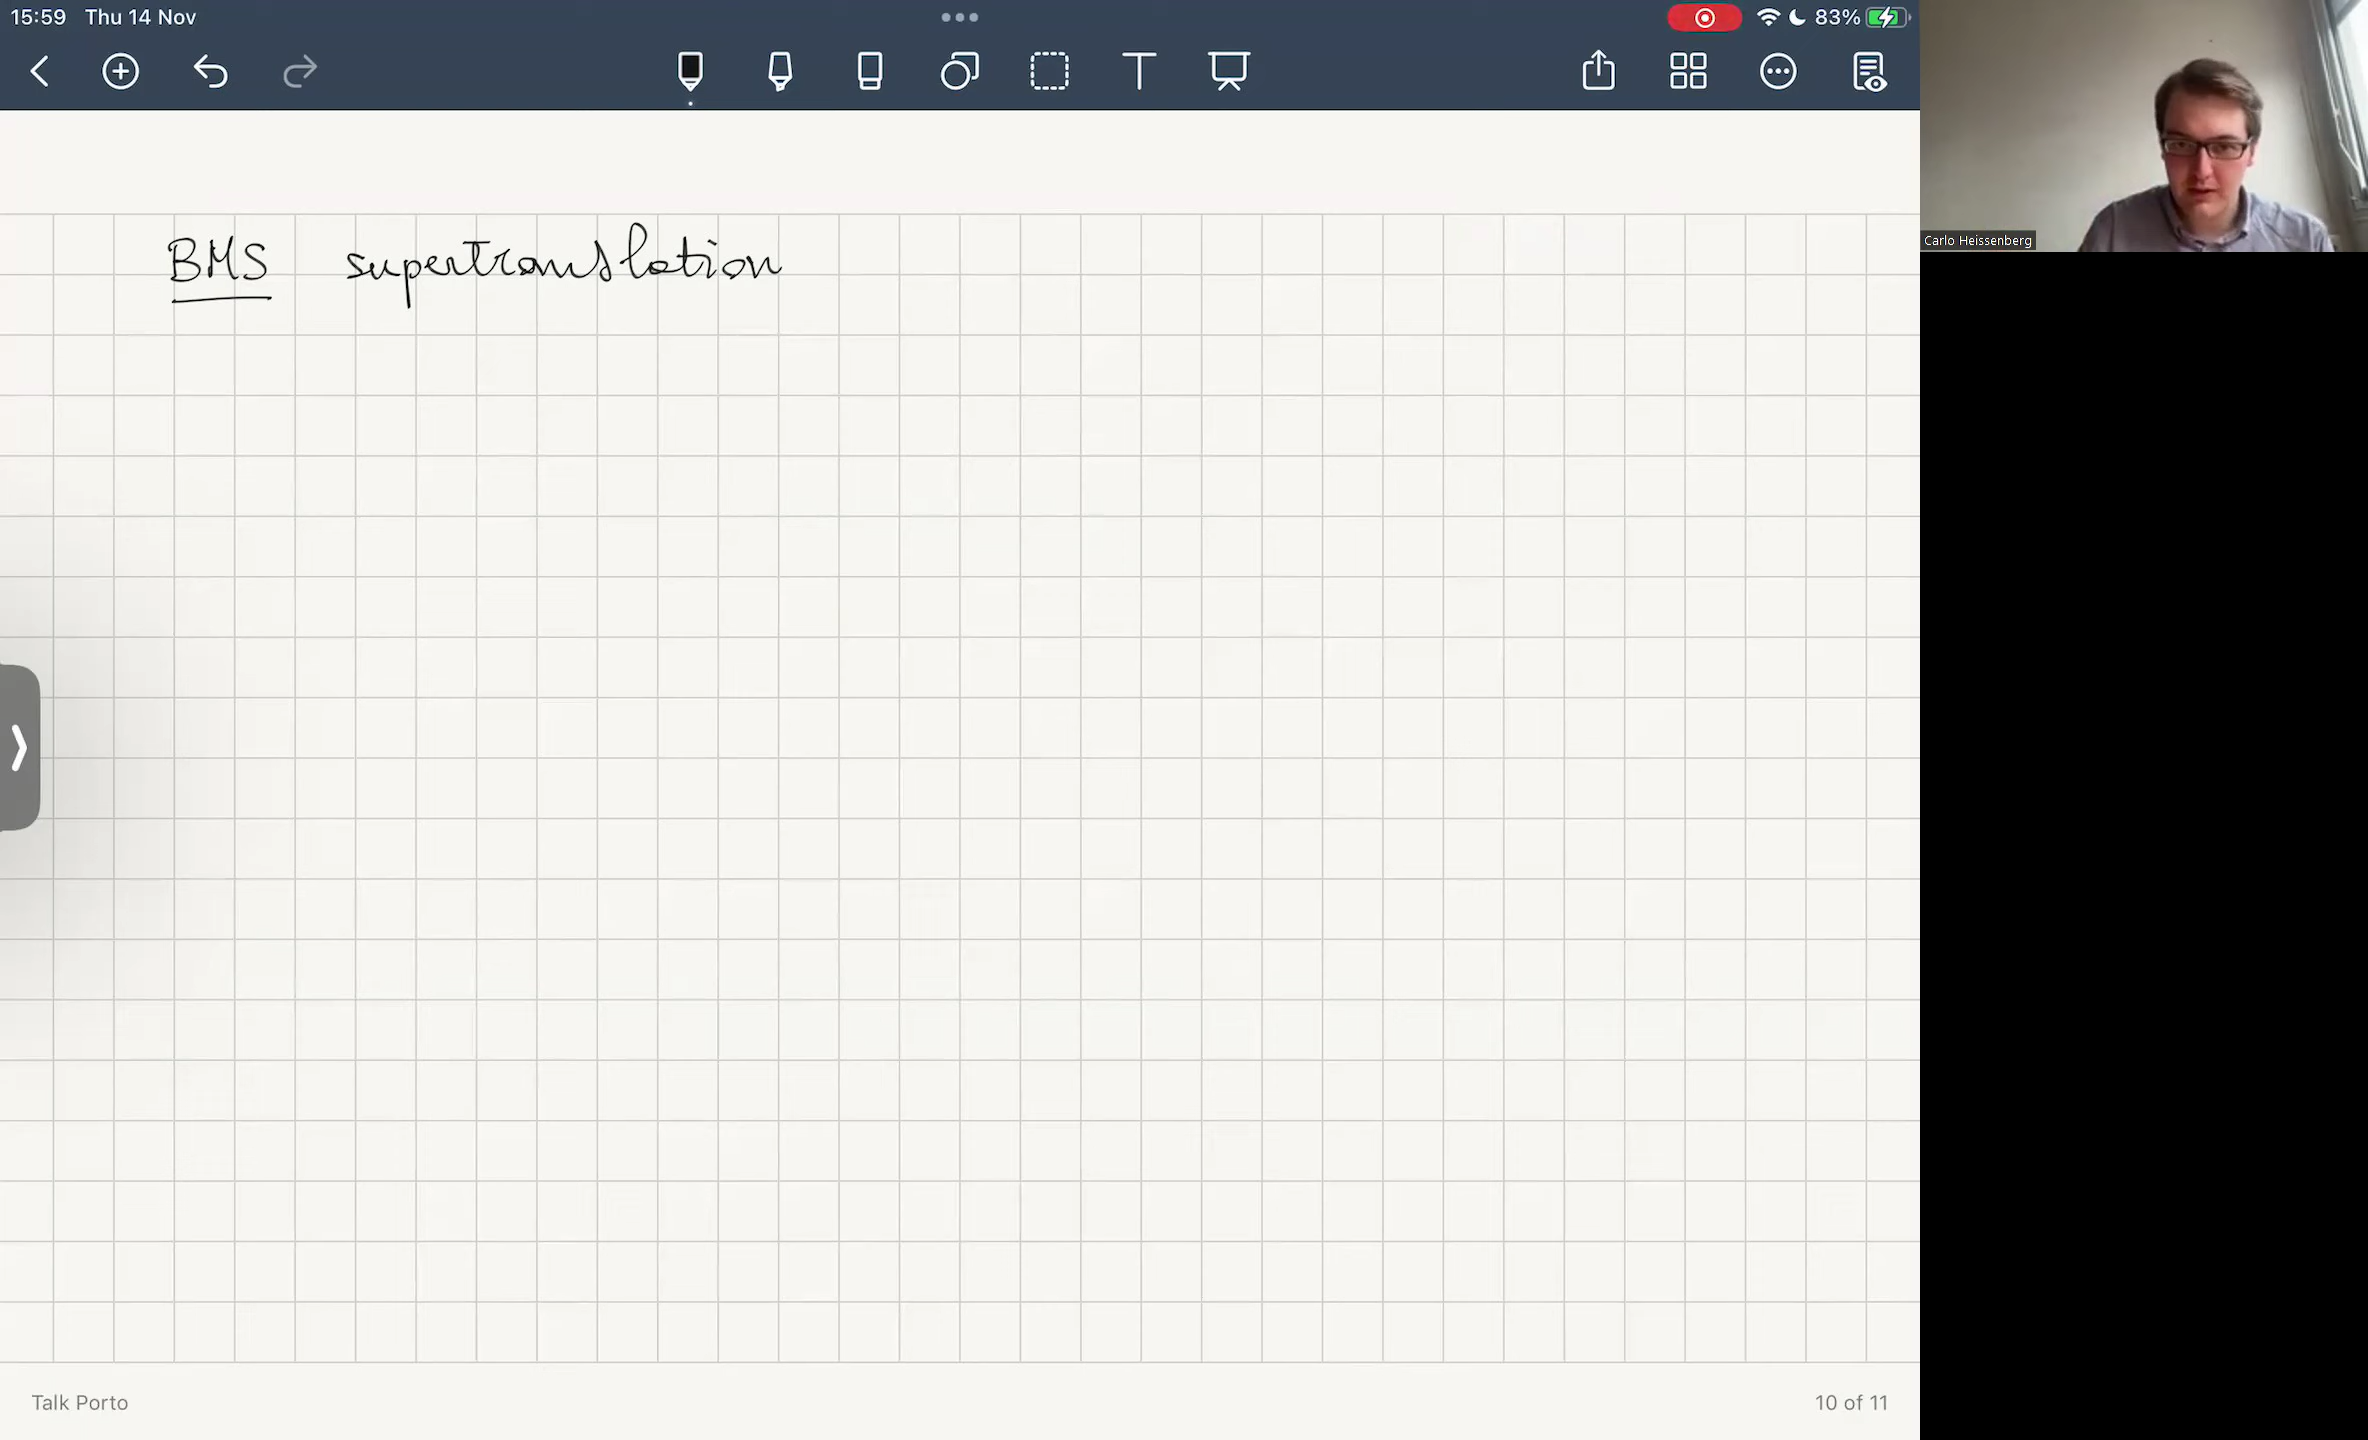 15:59 Thu 14 Nov
83%
T
Carlo Heissenberg
BMS supertranslation
Talk Porto
10 of 11